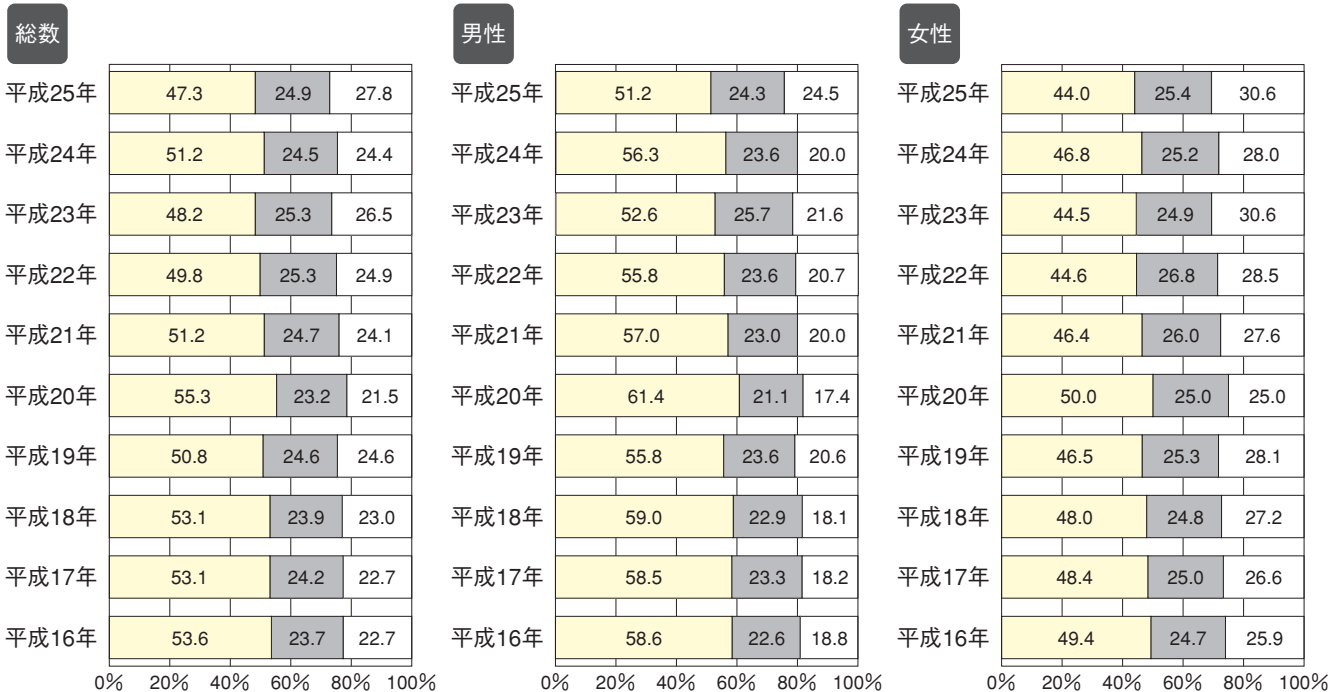 総数
平成25年 47.3 24.9 27.8
平成24年 51.2 24.5 24.4
平成23年 48.2 25.3 26.5
平成22年 49.8 25.3 24.9
平成21年 51.2 24.7 24.1
平成20年 55.3 23.2 21.5
平成19年 50.8 24.6 24.6
平成18年 53.1 23.9 23.0
平成17年 53.1 24.2 22.7
平成16年 53.6 23.7 22.7
0% 20% 40% 60% 80% 100%
男性
平成25年 51.2 24.3 24.5
平成24年 56.3 23.6 20.0
平成23年 52.6 25.7 21.6
平成22年 55.8 23.6 20.7
平成21年 57.0 23.0 20.0
平成20年 61.4 21.1 17.4
平成19年 55.8 23.6 20.6
平成18年 59.0 22.9 18.1
平成17年 58.5 23.3 18.2
平成16年 58.6 22.6 18.8
0% 20% 40% 60% 80% 100%
女性
平成25年 44.0 25.4 30.6
平成24年 46.8 25.2 28.0
平成23年 44.5 24.9 30.6
平成22年 44.6 26.8 28.5
平成21年 46.4 26.0 27.6
平成20年 50.0 25.0 25.0
平成19年 46.5 25.3 28.1
平成18年 48.0 24.8 27.2
平成17年 48.4 25.0 26.6
平成16年 49.4 24.7 25.9
0% 20% 40% 60% 80% 100%